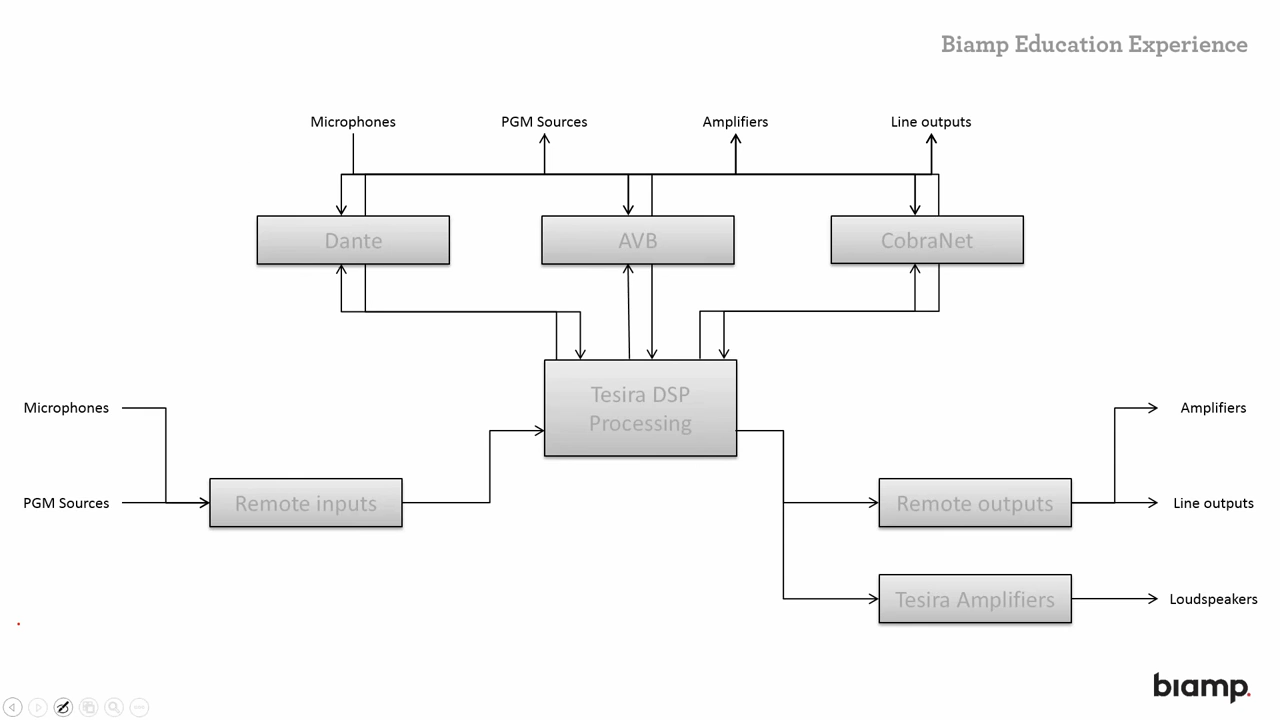 Biamp Education Experience
Microphones
PGM Sources
Amplifiers
Line outputs
Dante
AVB
CobraNet
Tesira DSP
Processing
Microphones
Amplifiers
PGM Sources
Remote inputs
Remote outputs
Line outputs
Tesira Amplifiers
Loudspeakers
biamp.